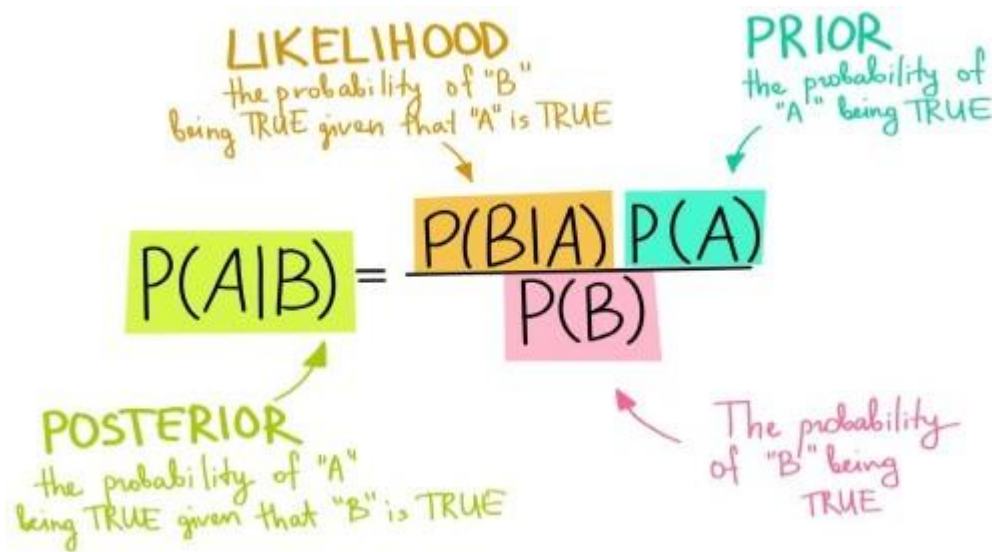 LIKELIHOOD
the probability of "B"
being TRUE given that "A" is TRUE
PRIOR
the probability of
"A" being TRUE
P(A|B) = P(B|A) P(A)
P(B)
POSTERIOR
the probability of "A"
being TRUE given that "B" is TRUE
The probability
of "B" being
TRUE